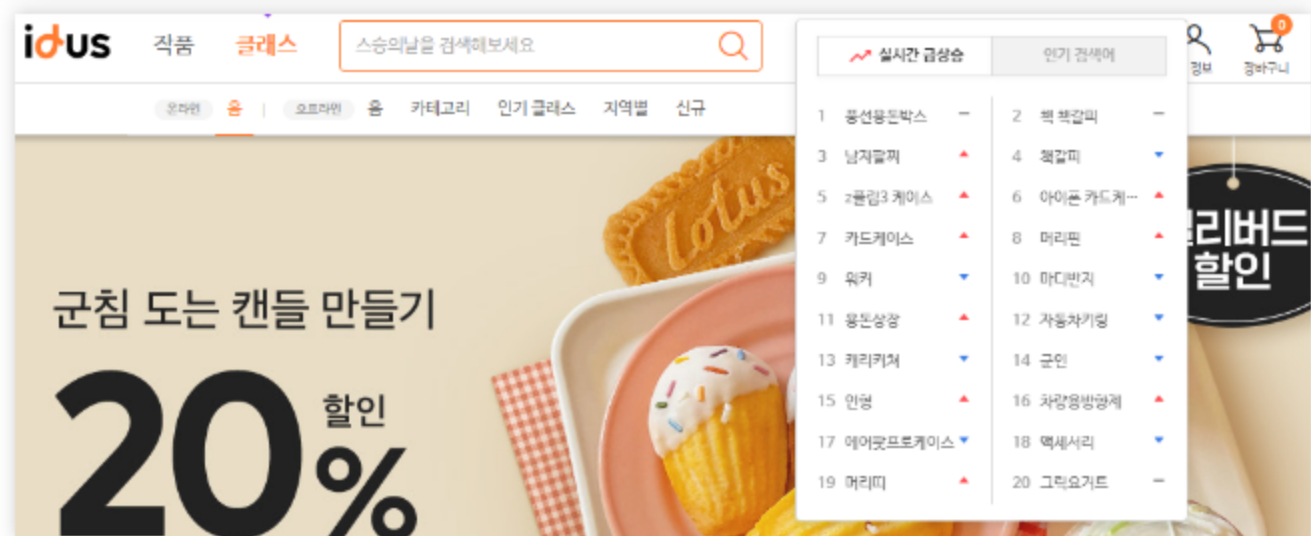 idus 작품 클래스 스승의날을 검색해보세요
정보 장바구니 0
온라인 홈 | 오프라인 홈 카테고리 인기 클래스 지역별 신규
실시간 급상승 인기 검색어
1 풍선용돈박스 － 2 책 책갈피 －
3 남자팔찌 ▲ 4 책갈피 ▼
5 z플립3 케이스 ▲ 6 아이폰 카드케… ▲
7 카드케이스 ▲ 8 머리핀 ▲
9 워커 ▼ 10 마디반지 ▼
11 용돈상장 ▲ 12 자동차키링 ▼
13 캐리커쳐 ▼ 14 군인 ▼
15 인형 ▲ 16 차량용방향제 ▲
17 에어팟프로케이스 ▼ 18 액세서리 ▼
19 머리띠 ▲ 20 그릭요거트 －
lotus
리버드
할인
군침 도는 캔들 만들기
20% 할인